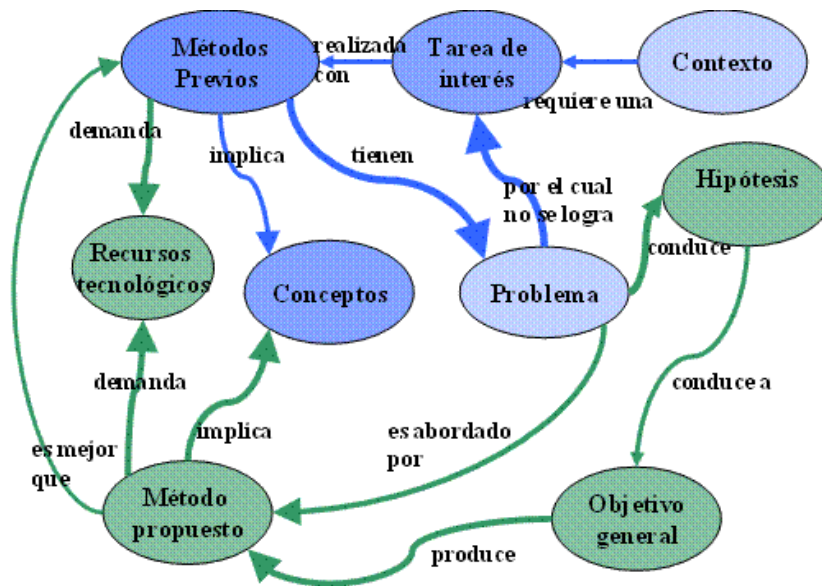 Métodos
Previos
realizada
con
Tarea de
interés
Contexto
requiere una
demanda
implica
tienen
por el cual
no se logra
Hipótesis
conduce
Recursos
tecnológicos
Conceptos
Problema
demanda
implica
es abordado
por
conduce a
es mejor
que
Método
propuesto
produce
Objetivo
general